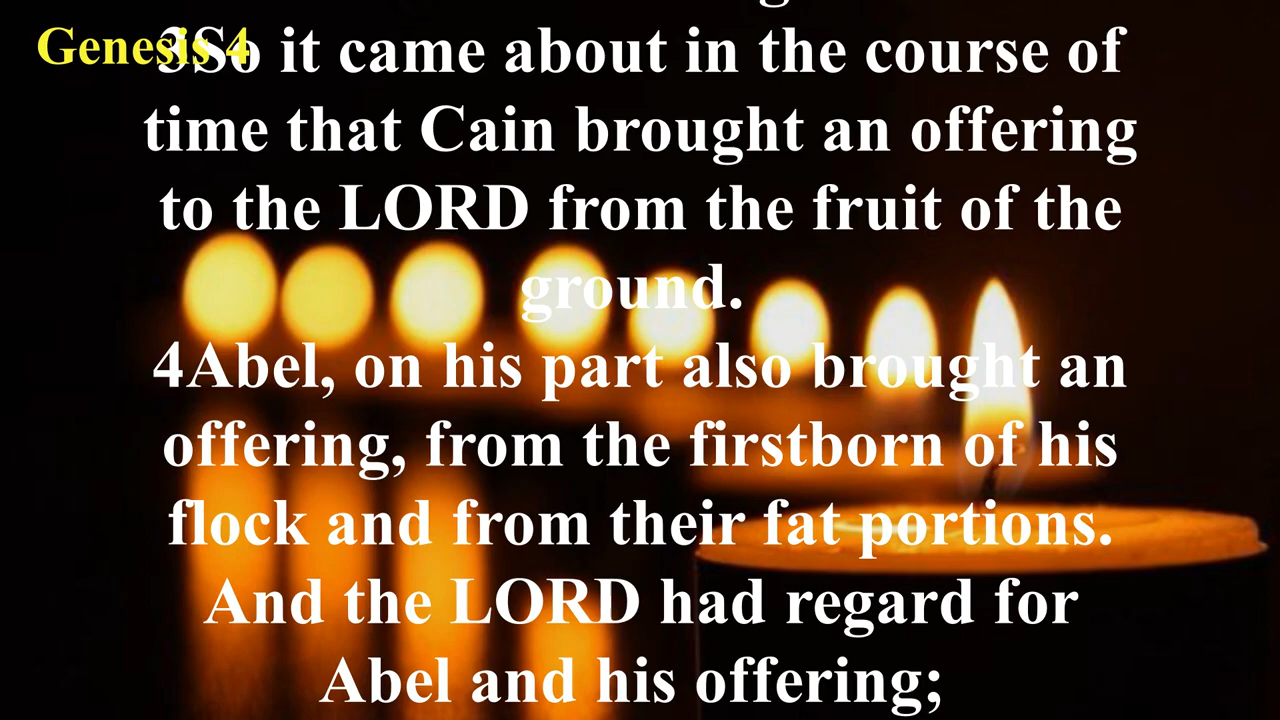 Genesis 4
3So it came about in the course of
time that Cain brought an offering
to the LORD from the fruit of the
ground.
4Abel, on his part also brought an
offering, from the firstborn of his
flock and from their fat portions.
And the LORD had regard for
Abel and his offering;